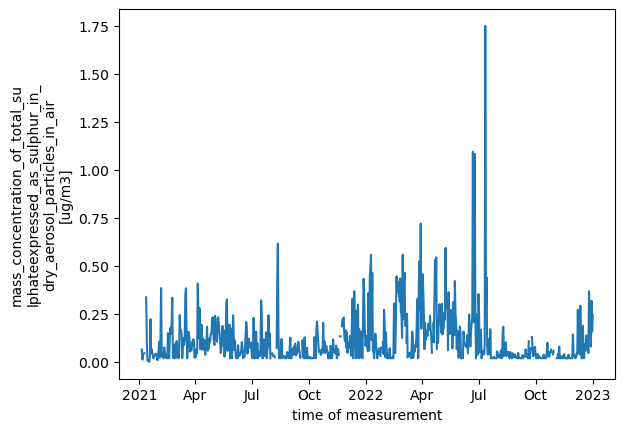 mass_concentration_of_total_su
lphateexpressed_as_sulphur_in_
dry_aerosol_particles_in_air
[ug/m3]
1.75
1.50
1.25
1.00
0.75
0.50
0.25
0.00
2021 Apr Jul Oct 2022 Apr Jul Oct 2023
time of measurement